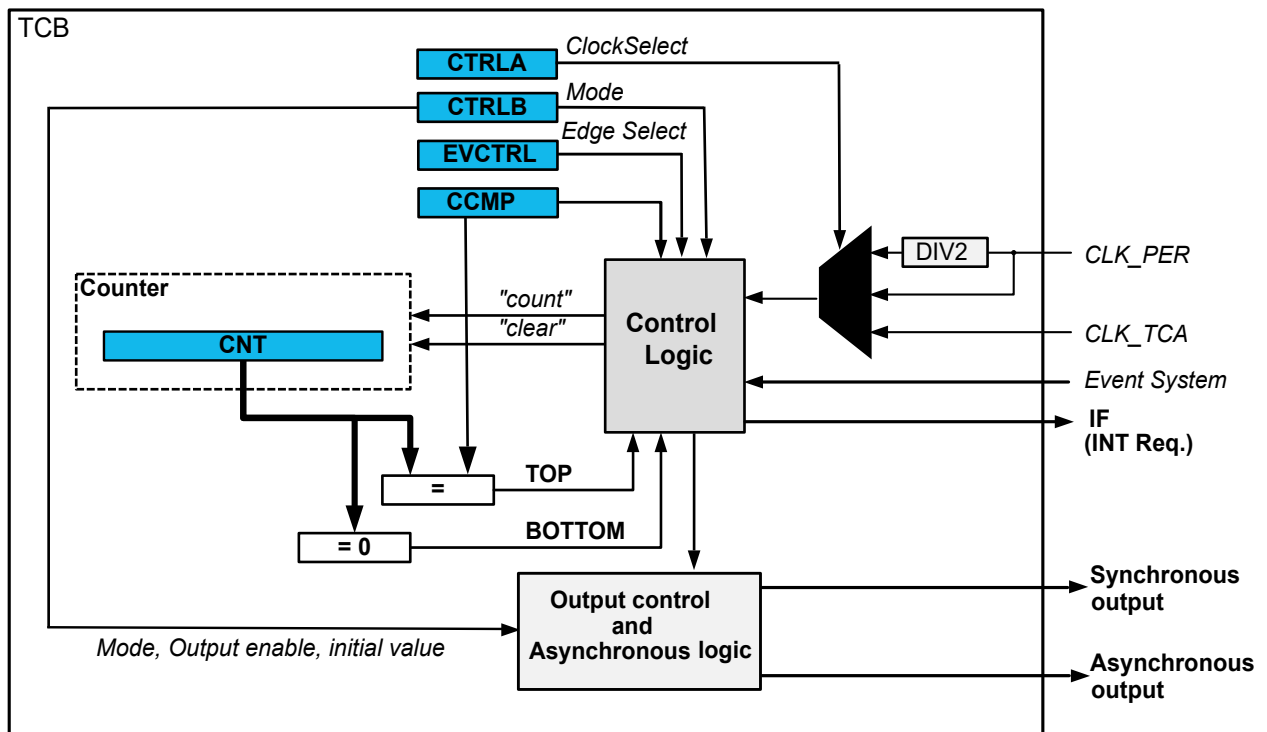 TCB
CTRLA
ClockSelect
CTRLB
Mode
EVCTRL
Edge Select
CCMP
DIV2
CLK_PER
Counter
"count"
Control
Logic
CNT
"clear"
CLK_TCA
Event System
IF
(INT Req.)
=
TOP
= 0
BOTTOM
Output control
and
Asynchronous logic
Synchronous
output
Mode, Output enable, initial value
Asynchronous
output